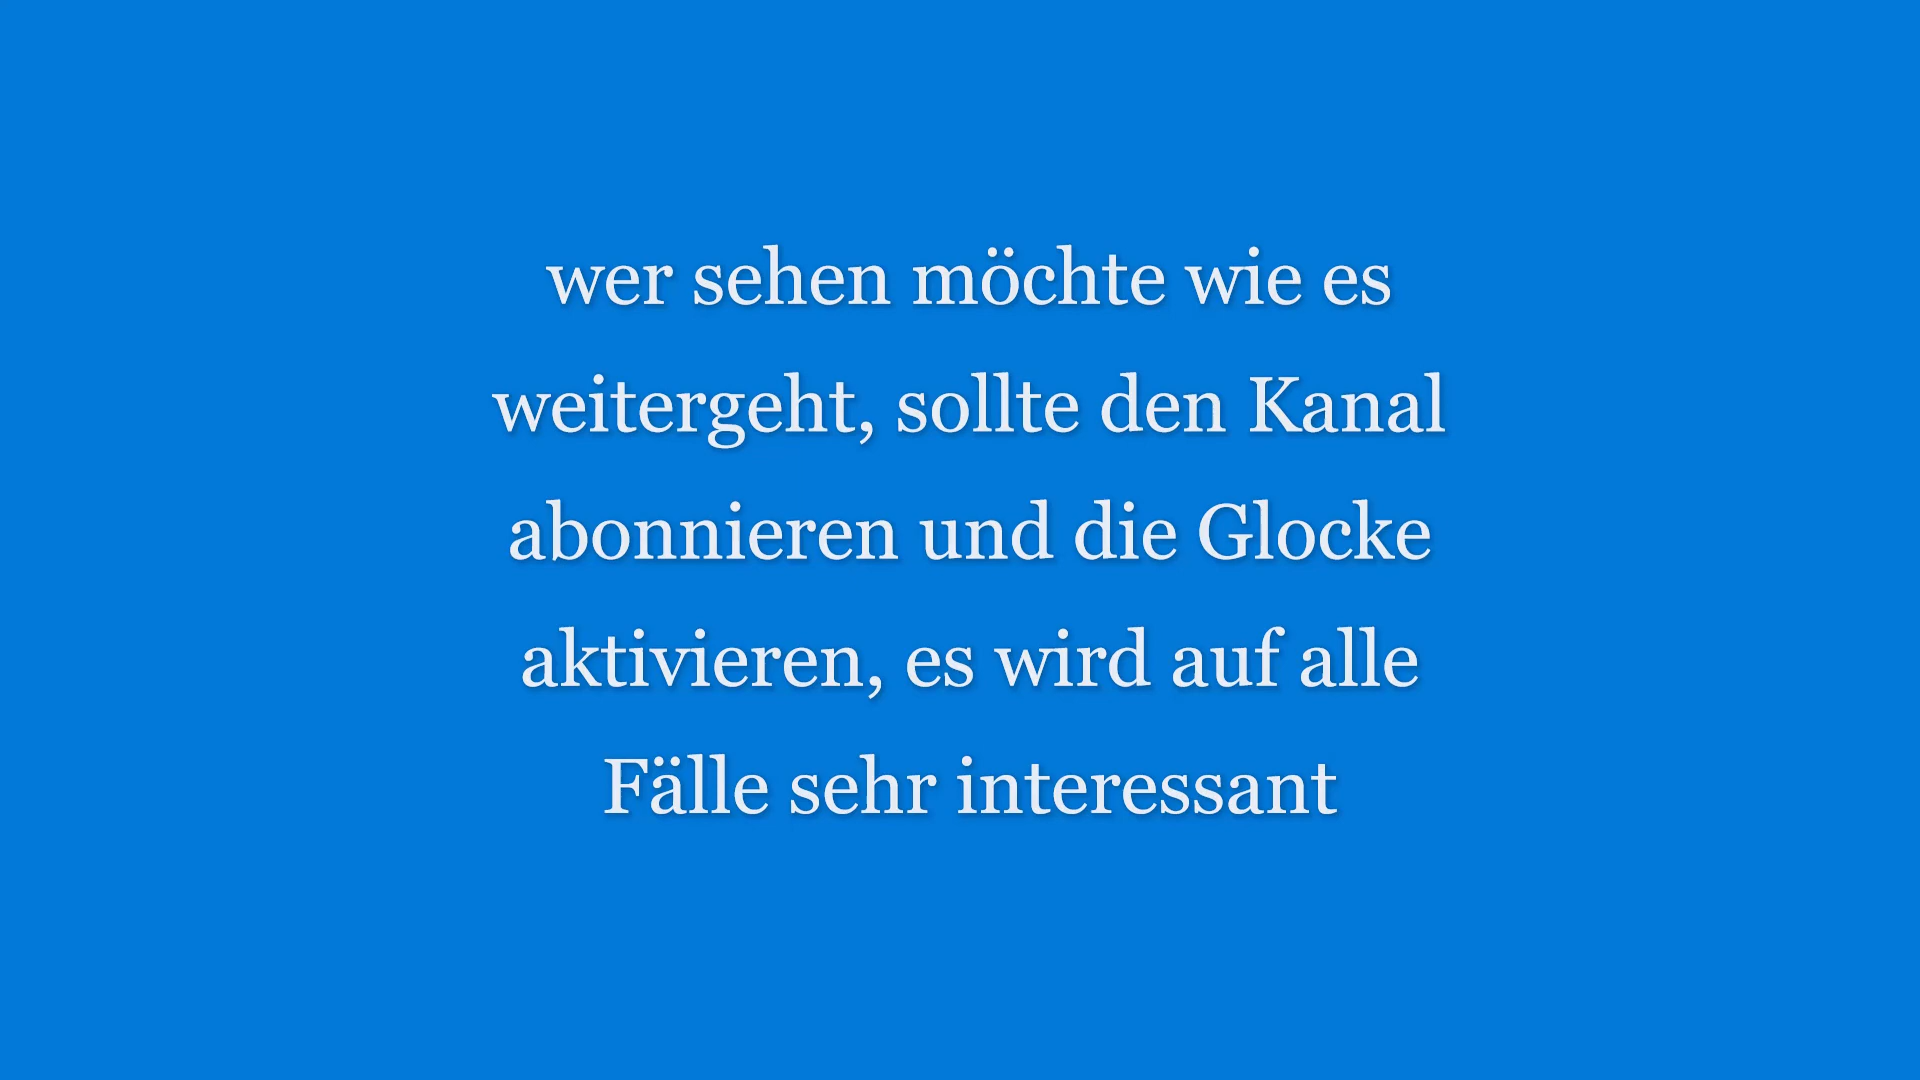 wer sehen möchte wie es
weitergeht, sollte den Kanal
abonnieren und die Glocke
aktivieren, es wird auf alle
Fälle sehr interessant